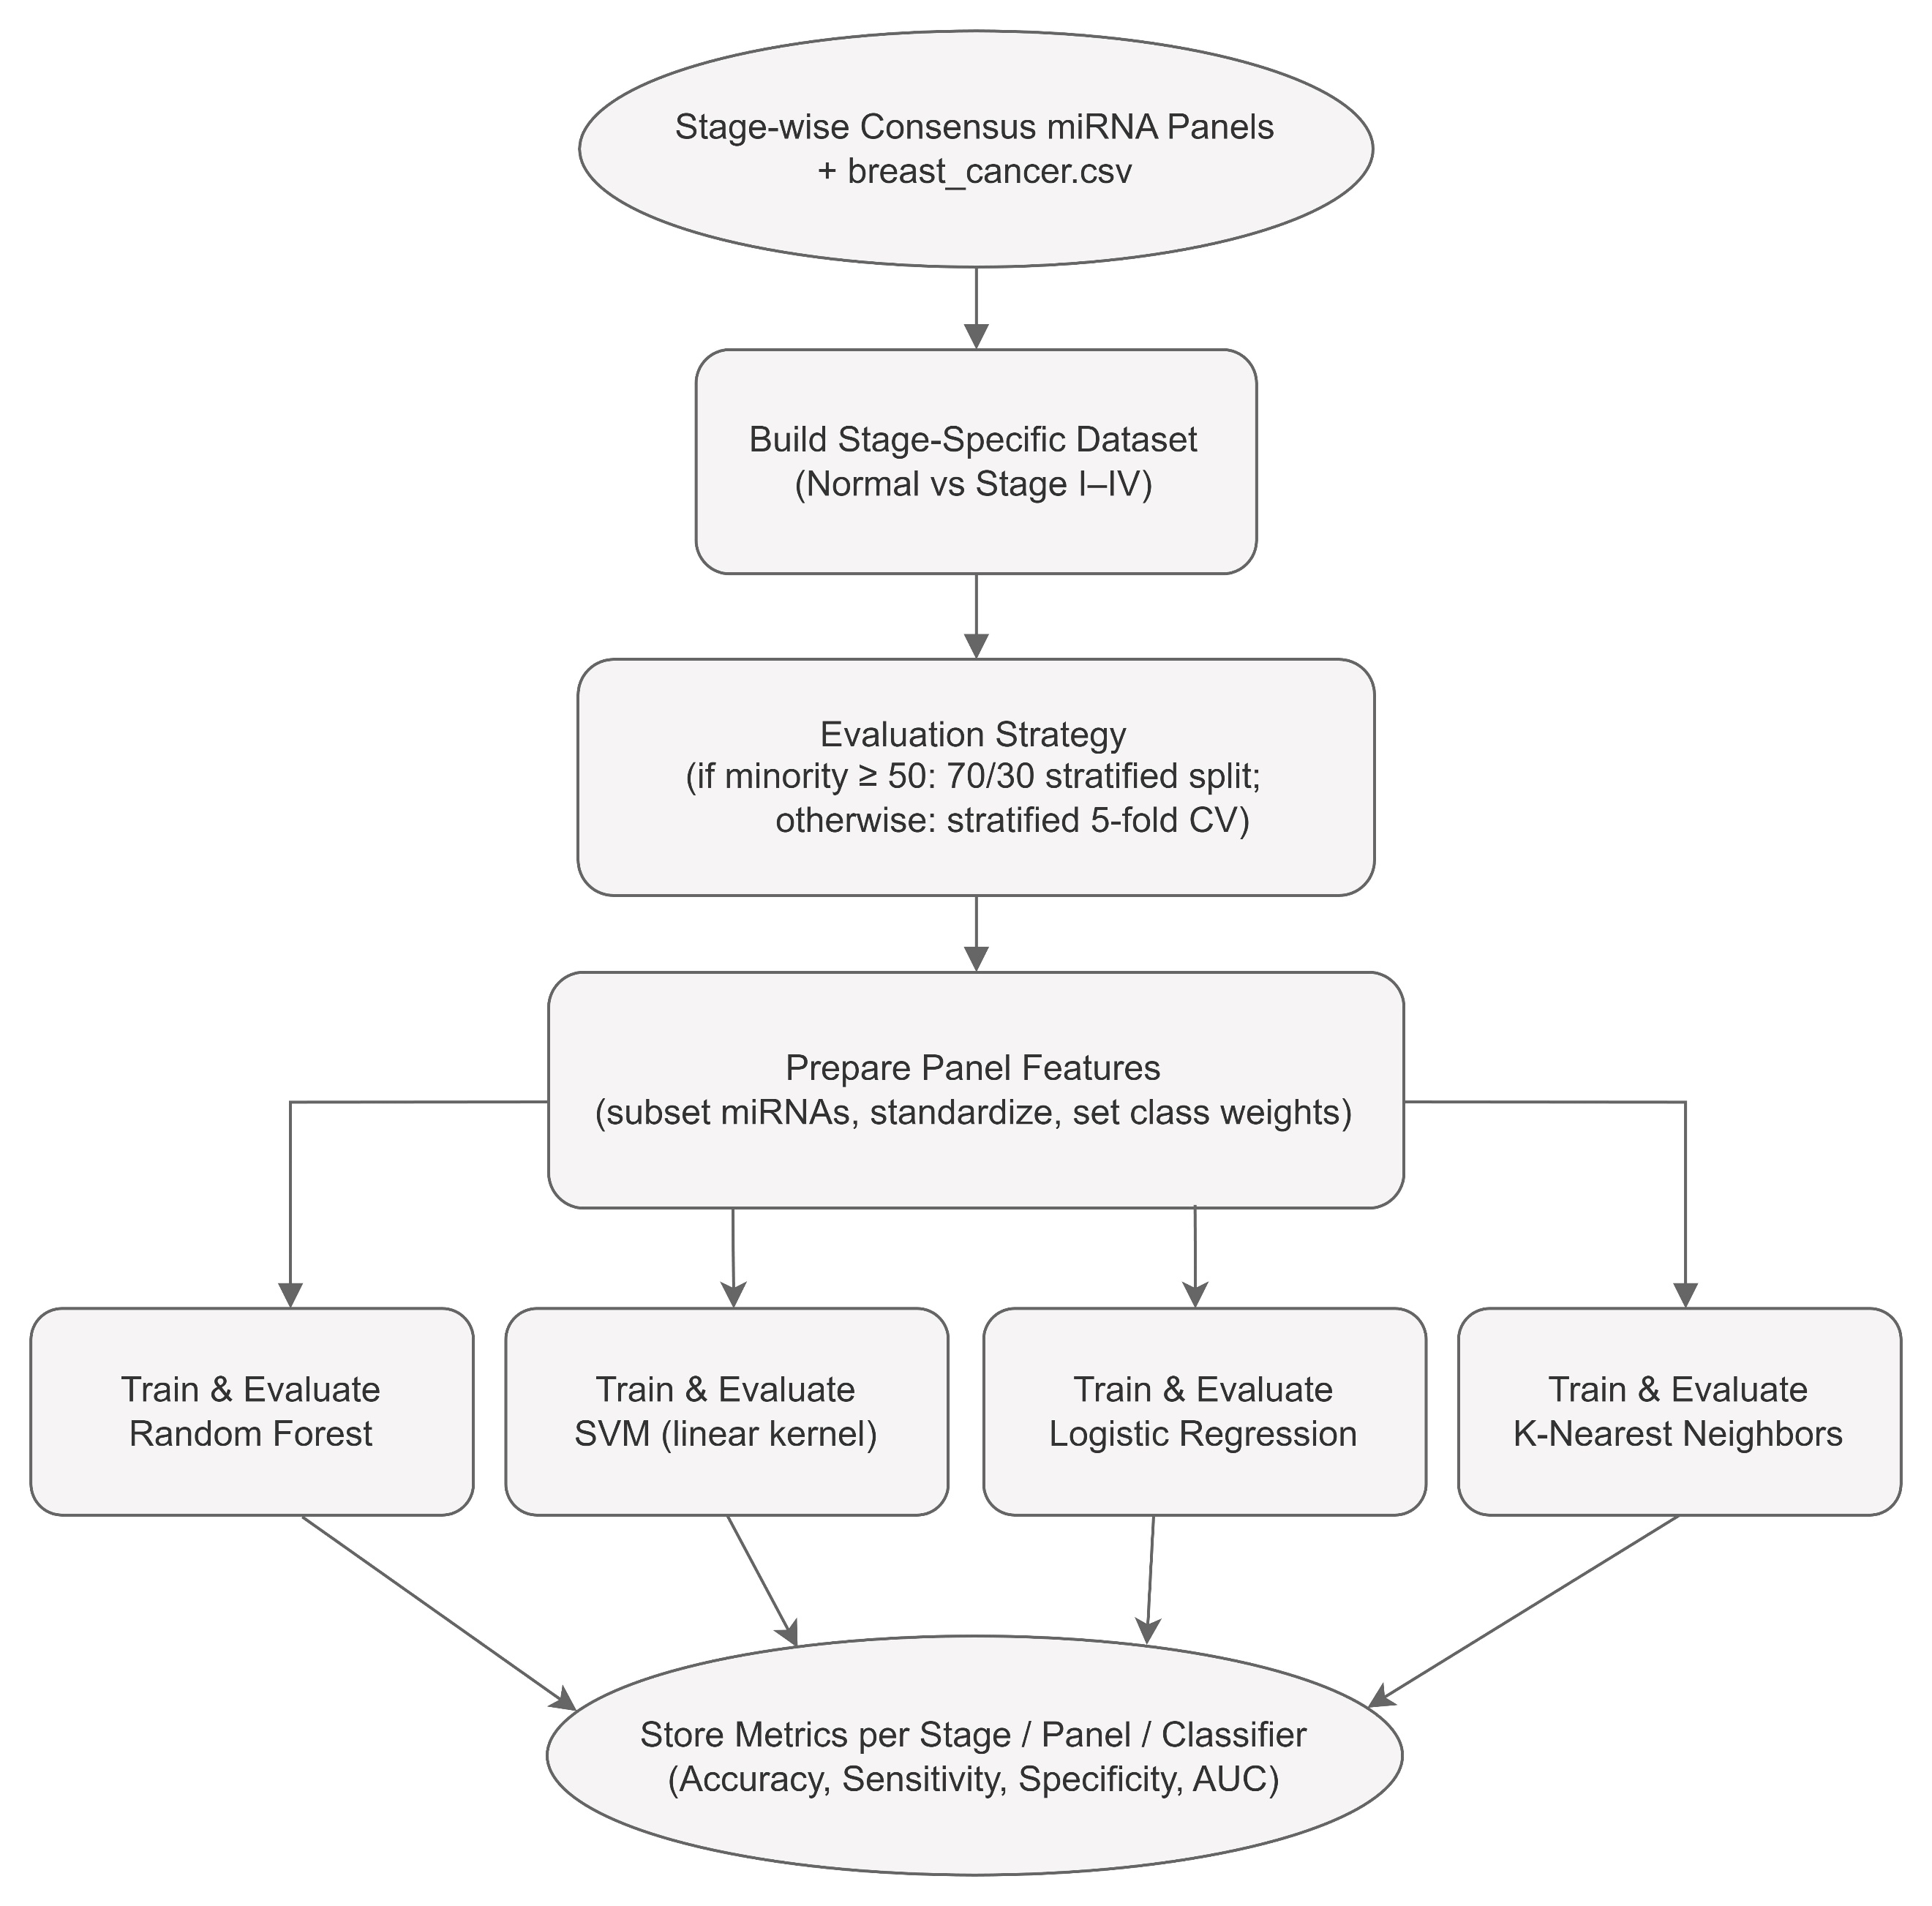 Stage-wise Consensus miRNA Panels
+ breast_cancer.csv
Build Stage-Specific Dataset
(Normal vs Stage I–IV)
Evaluation Strategy
(if minority ≥ 50: 70/30 stratified split;
otherwise: stratified 5-fold CV)
Prepare Panel Features
(subset miRNAs, standardize, set class weights)
Train & Evaluate
Random Forest
Train & Evaluate
SVM (linear kernel)
Train & Evaluate
Logistic Regression
Train & Evaluate
K-Nearest Neighbors
Store Metrics per Stage / Panel / Classifier
(Accuracy, Sensitivity, Specificity, AUC)